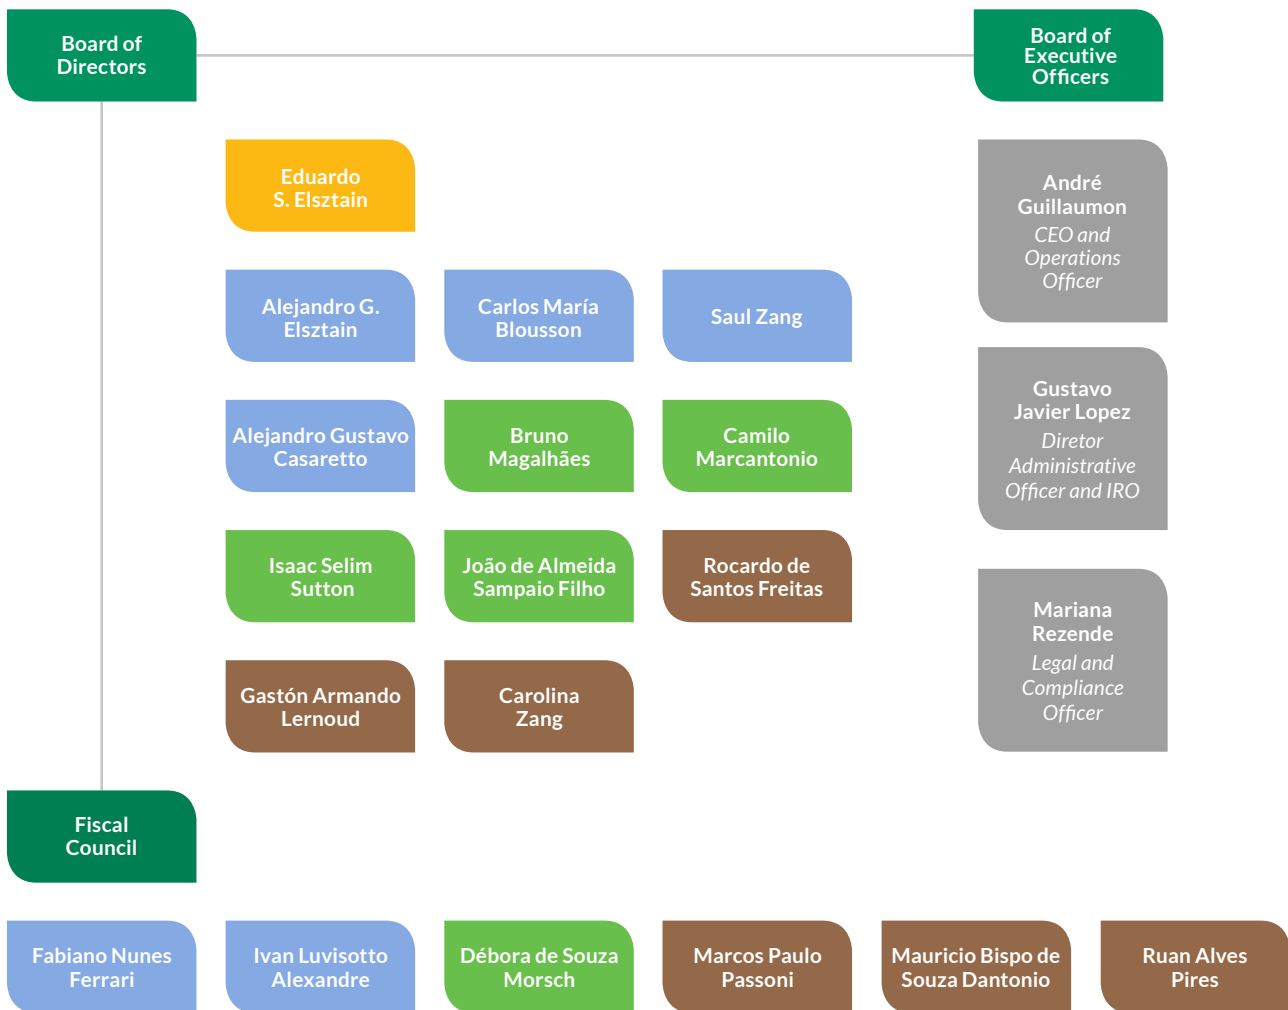 Board of
Directors
Board of
Executive
Officers
Eduardo
S. Elsztain
Alejandro G.
Elsztain
Carlos María
Blousson
Saul Zang
Alejandro Gustavo
Casaretto
Bruno
Magalhães
Camilo
Marcantonio
Isaac Selim
Sutton
João de Almeida
Sampaio Filho
Rocardo de
Santos Freitas
Gastón Armando
Lernoud
Carolina
Zang
André
Guillaumon
CEO and
Operations
Officer
Gustavo
Javier Lopez
Diretor
Administrative
Officer and IRO
Mariana
Rezende
Legal and
Compliance
Officer
Fiscal
Council
Fabiano Nunes
Ferrari
Ivan Luvisotto
Alexandre
Débora de Souza
Morsch
Marcos Paulo
Passoni
Mauricio Bispo de
Souza Dantonio
Ruan Alves
Pires